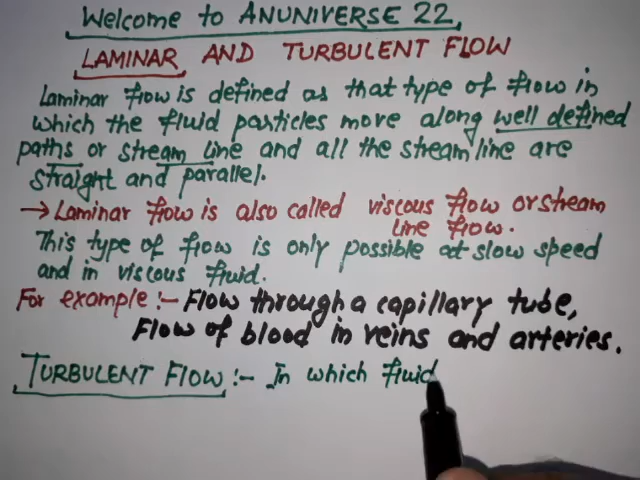 Welcome to ANUNIVERSE 22
LAMINAR AND TURBULENT FLOW
Laminar flow is defined as that type of flow in
which the fluid particles move along well defined
paths or stream line and all the streamline are
straight and parallel.
→ Laminar flow is also called viscous flow or stream
line flow.
This type of flow is only possible at slow speed
and in viscous fluid.
For example :- Flow through a capillary tube,
Flow of blood in veins and arteries.
TURBULENT FLOW :- In which fluid